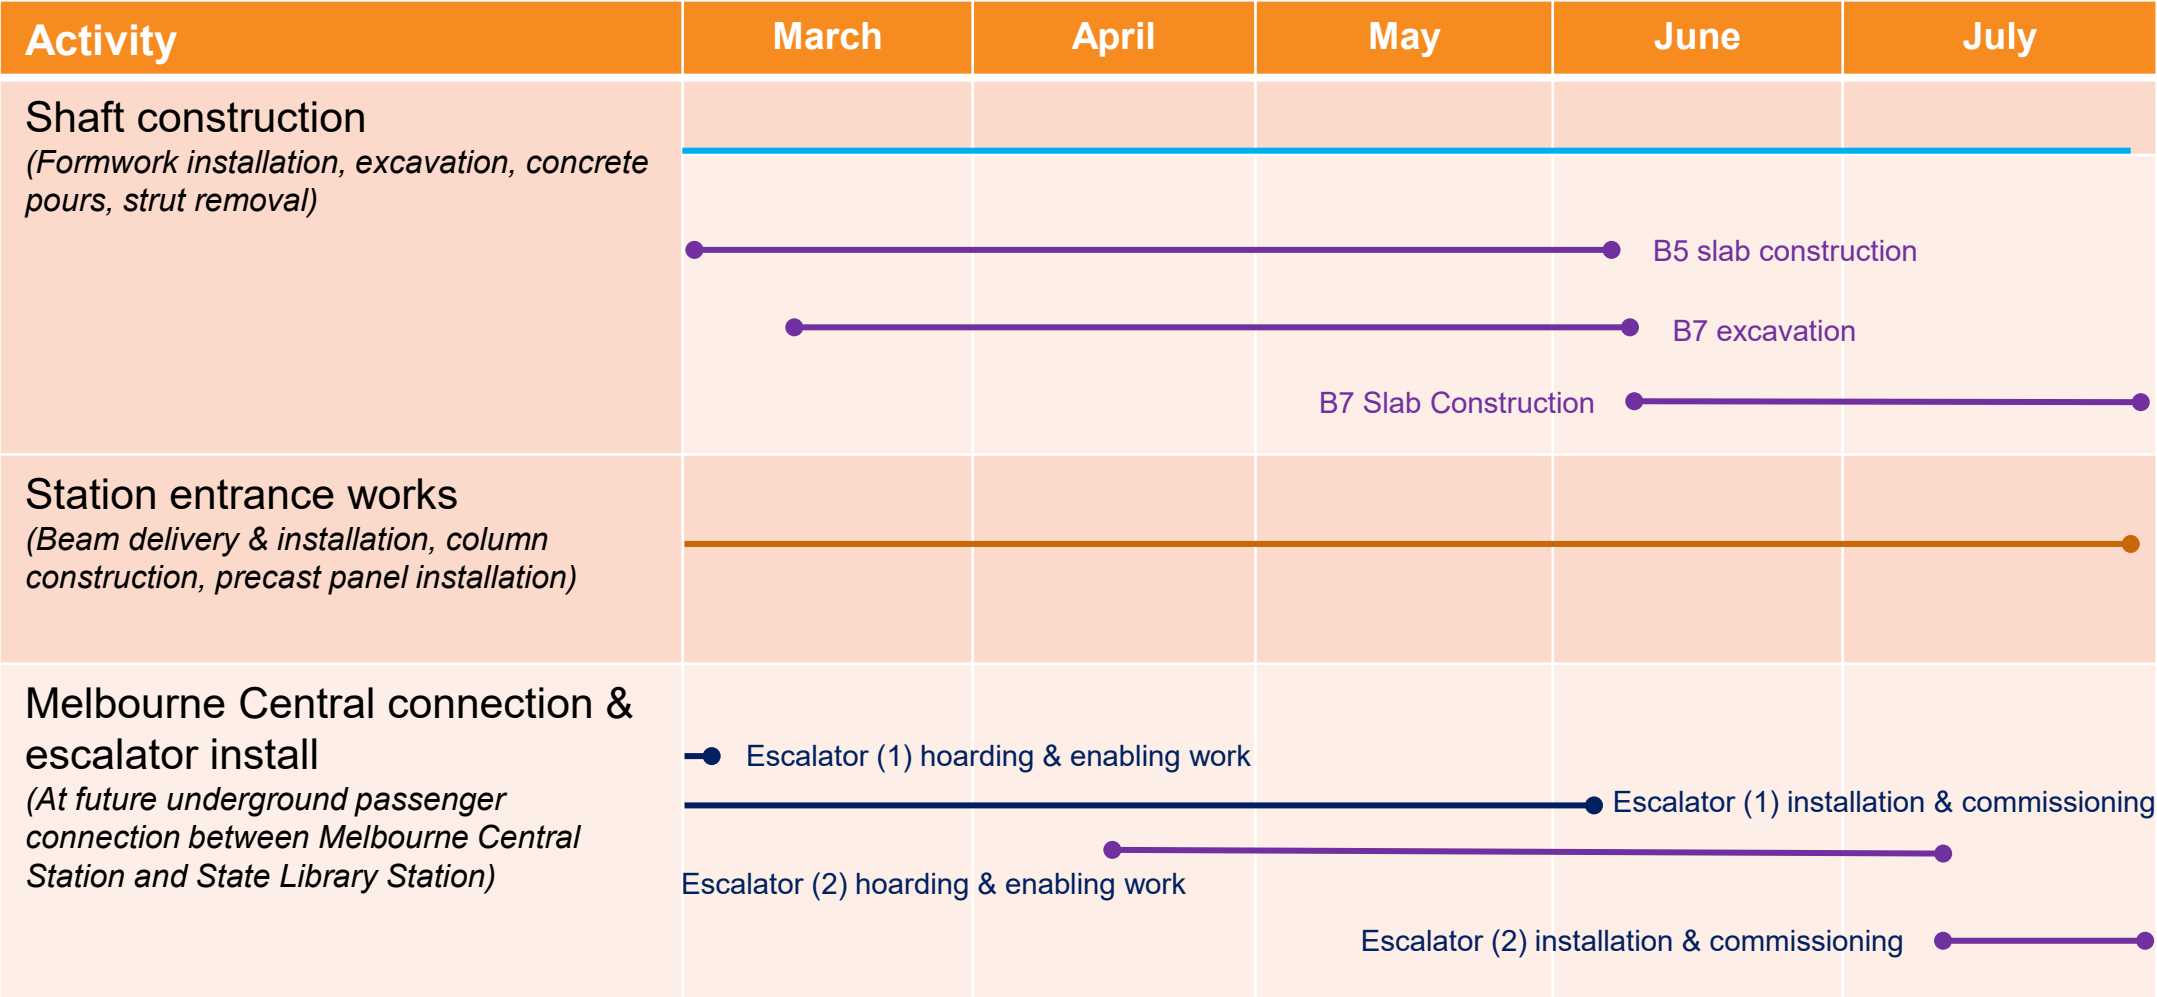 Activity
March
April
May
June
July
Shaft construction
(Formwork installation, excavation, concrete
pours, strut removal)
B5 slab construction
B7 excavation
B7 Slab Construction
Station entrance works
(Beam delivery & installation, column
construction, precast panel installation)
Melbourne Central connection &
escalator install
(At future underground passenger
connection between Melbourne Central
Station and State Library Station)
Escalator (1) hoarding & enabling work
Escalator (1) installation & commissioning
Escalator (2) hoarding & enabling work
Escalator (2) installation & commissioning